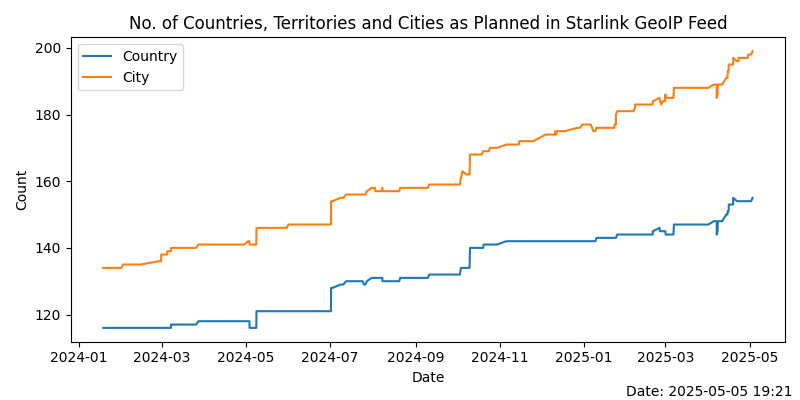 No. of Countries, Territories and Cities as Planned in Starlink GeoIP Feed
Country
City
200
180
160
140
120
Count
2024-01 2024-03 2024-05 2024-07 2024-09 2024-11 2025-01 2025-03 2025-05
Date
Date: 2025-05-05 19:21